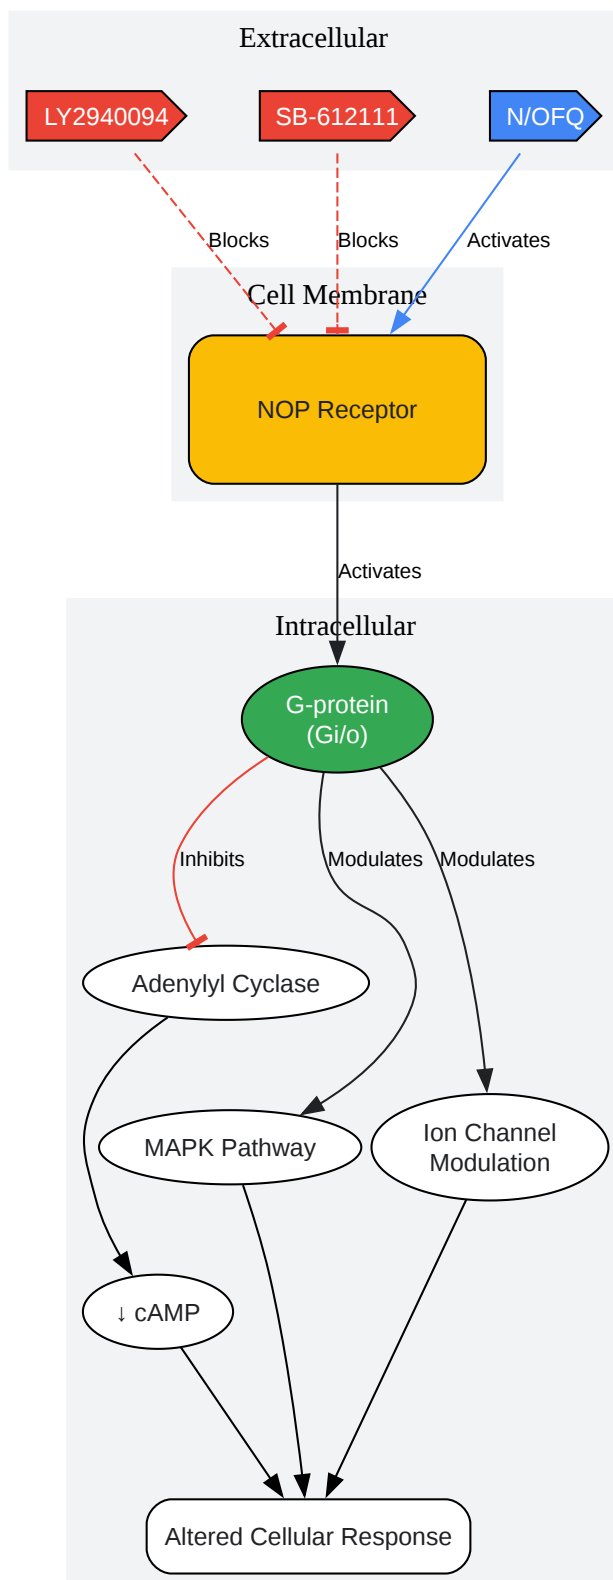 Extracellular
LY2940094
SB-612111
N/OFQ
Blocks
Blocks
Activates
Cell Membrane
NOP Receptor
Activates
Intracellular
G-protein
(Gi/o)
Inhibits
Modulates
Modulates
Adenylyl Cyclase
MAPK Pathway
Ion Channel
Modulation
↓ cAMP
Altered Cellular Response